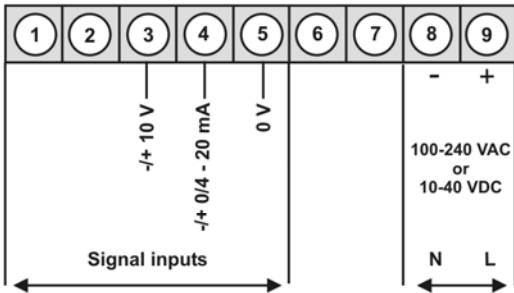 1 2 3 4 5 6 7 8 9
- +
-/+ 10 V
-/+ 0/4 - 20 mA
0 V
100-240 VAC
or
10-40 VDC
Signal inputs
N L